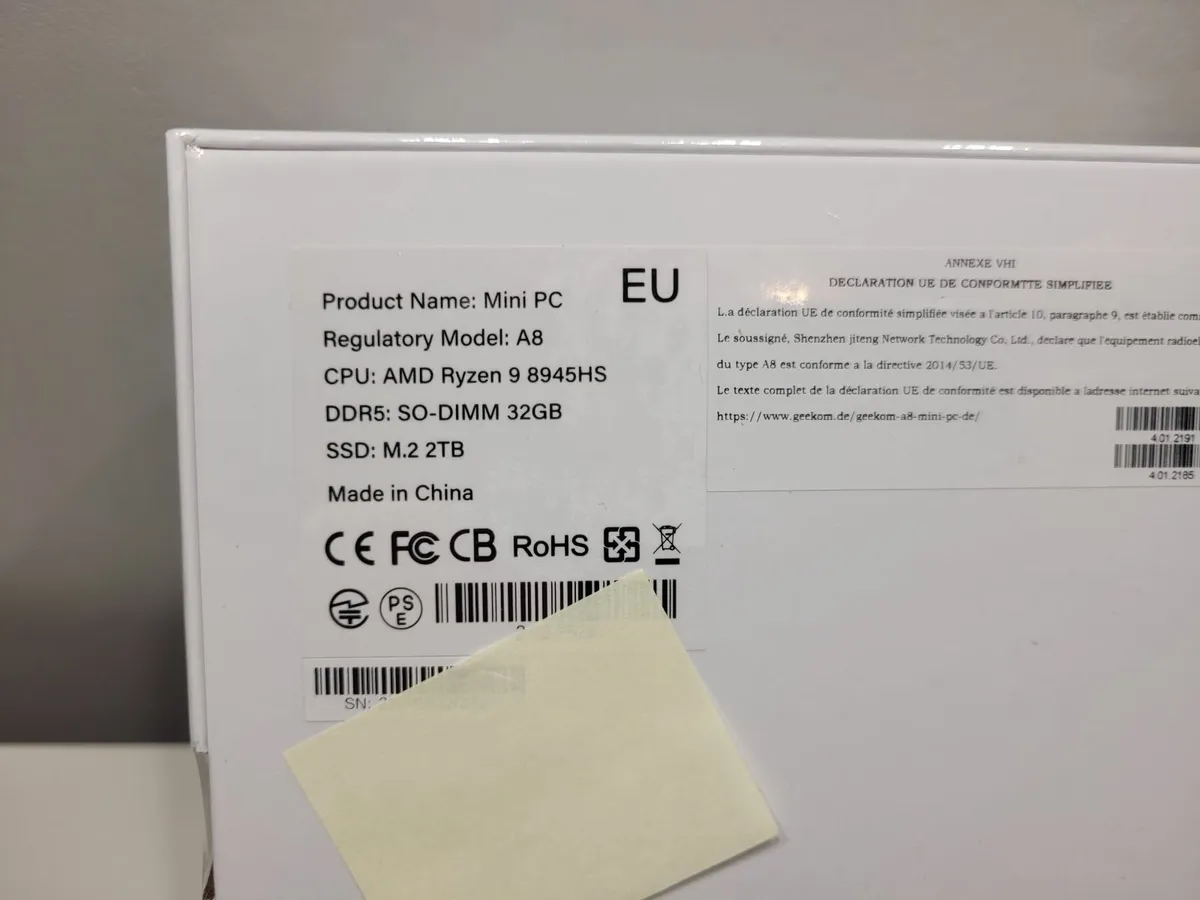 EU
Product Name: Mini PC
Regulatory Model: A8
CPU: AMD Ryzen 9 8945HS
DDR5: SO-DIMM 32GB
SSD: M.2 2TB
Made in China
CE FC CB RoHS
PS
E
SN:
ANNEXE VHI
DECLARATION UE DE CONFORMTTE SIMPLIFIEE
L.a déclaration UE de conformité simplifiée visée a l'article 10, paragraphe 9, est établie com
Le soussigné, Shenzhen jiteng Network Technology Co. Ltd., declare que l'équipement radioel
du type A8 est conforme a la directive 2014/53/UE.
Le texte complet de la déclaration UE de conformité est disponible a ladresse internet suiva
https://www.geekom.de/geekom-a8-mini-pc-de/
4.01.2191
4.01.2185